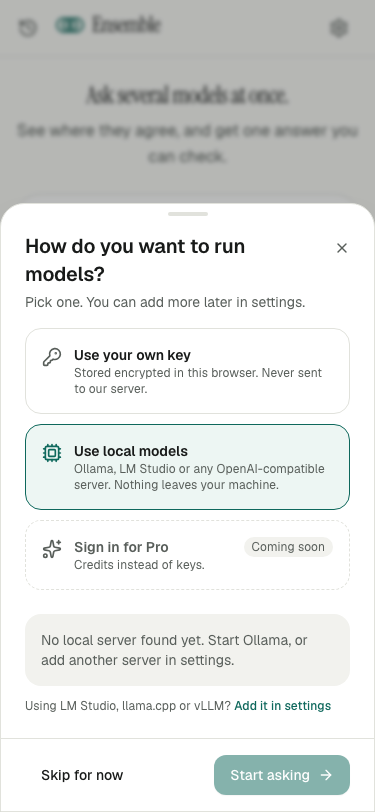 Ensemble
Ask several models at once.
See where they agree, and get one answer you
can check.
How do you want to run
models?
Pick one. You can add more later in settings.
Use your own key
Stored encrypted in this browser. Never sent
to our server.
Use local models
Ollama, LM Studio or any OpenAI-compatible
server. Nothing leaves your machine.
Sign in for Pro
Coming soon
Credits instead of keys.
No local server found yet. Start Ollama, or
add another server in settings.
Using LM Studio, llama.cpp or vLLM? Add it in settings
Skip for now
Start asking